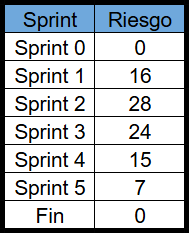 Sprint Riesgo
Sprint 0 0
Sprint 1 16
Sprint 2 28
Sprint 3 24
Sprint 4 15
Sprint 5 7
Fin 0